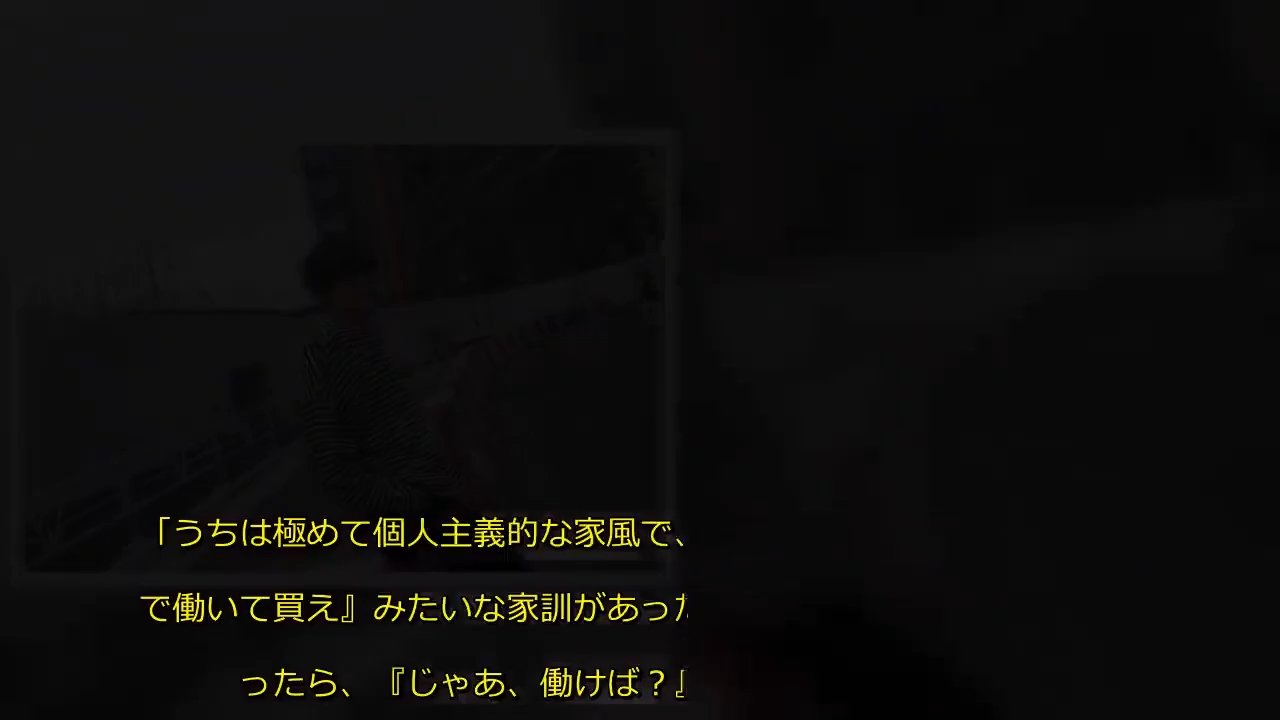 「うちは極めて個人主義的な家風で、
で働いて買え』みたいな家訓があった
ったら、『じゃあ、働けば？』